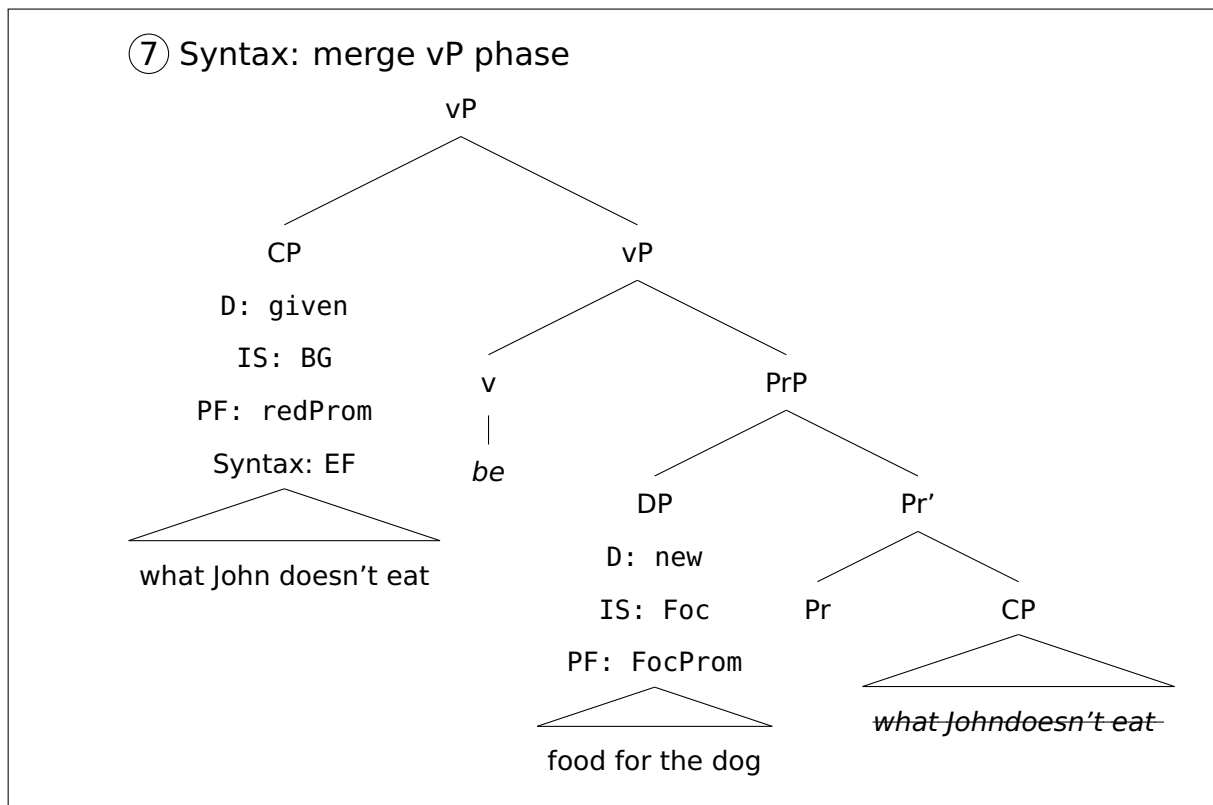 ⑦ Syntax: merge vP phase
vP
CP
vP
D: given
IS: BG
v
PrP
PF: redProm
Syntax: EF
be
DP
Pr’
what John doesn’t eat
D: new
IS: Foc
Pr
CP
PF: FocProm
what Johndoesn’t eat
food for the dog